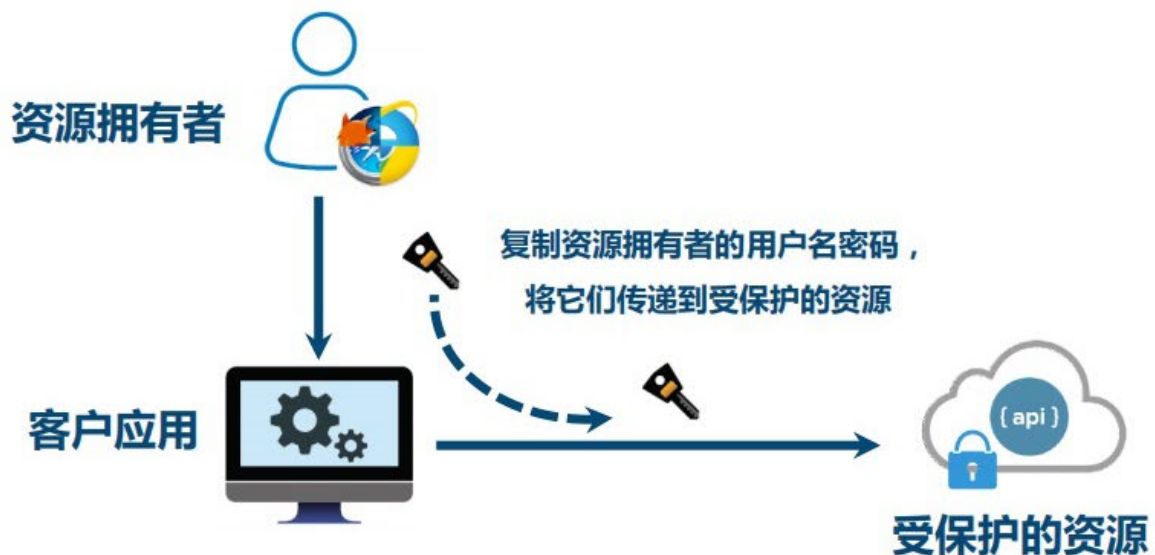 资源拥有者
复制资源拥有者的用户名密码，
将它们传递到受保护的资源
客户应用
{api}
受保护的资源